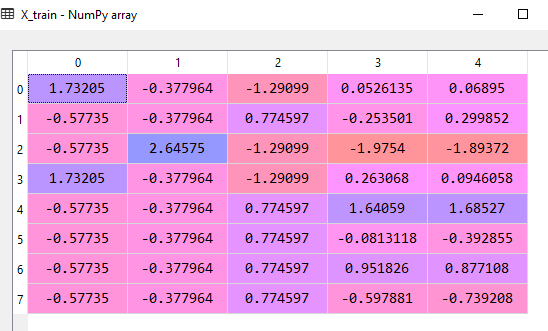 X_train - NumPy array
0 1 2 3 4
0 1.73205 -0.377964 -1.29099 0.0526135 0.06895
1 -0.57735 -0.377964 0.774597 -0.253501 0.299852
2 -0.57735 2.64575 -1.29099 -1.9754 -1.89372
3 1.73205 -0.377964 -1.29099 0.263068 0.0946058
4 -0.57735 -0.377964 0.774597 1.64059 1.68527
5 -0.57735 -0.377964 0.774597 -0.0813118 -0.392855
6 -0.57735 -0.377964 0.774597 0.951826 0.877108
7 -0.57735 -0.377964 0.774597 -0.597881 -0.739208